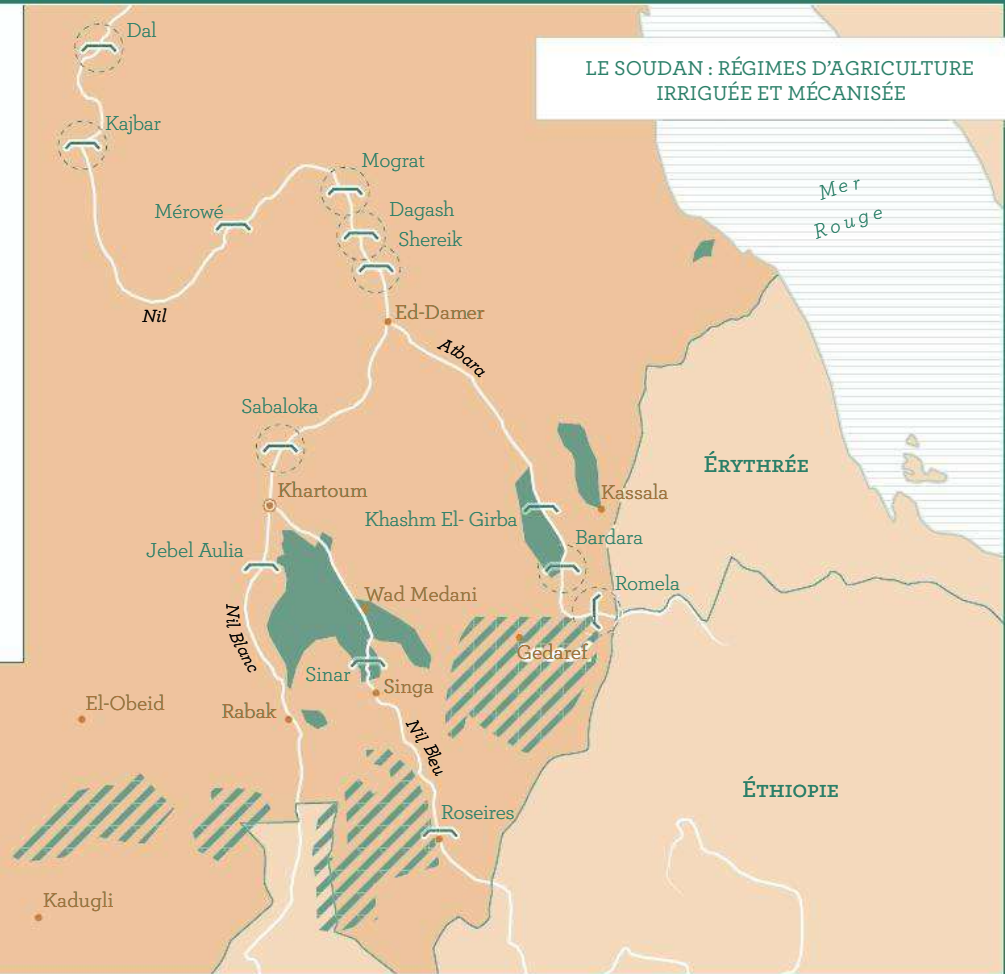 Dal
LE SOUDAN : RÉGIMES D'AGRICULTURE
IRRIGUÉE ET MÉCANISÉE
Kajbar
Mograt
Mer
Rouge
Mérowé
Dagash
Shereik
Nil
Ed-Damer
Atbara
Sabaloka
ÉRYTHRÉE
Khartoum
Kassala
Khashm El- Girba
Bardara
Jebel Aulia
Romela
Wad Medani
Nil Blanc
Gedaref
Sinar
Singa
El-Obeid
Rabak
Nil Bleu
ÉTHIOPIE
Roseires
Kadugli